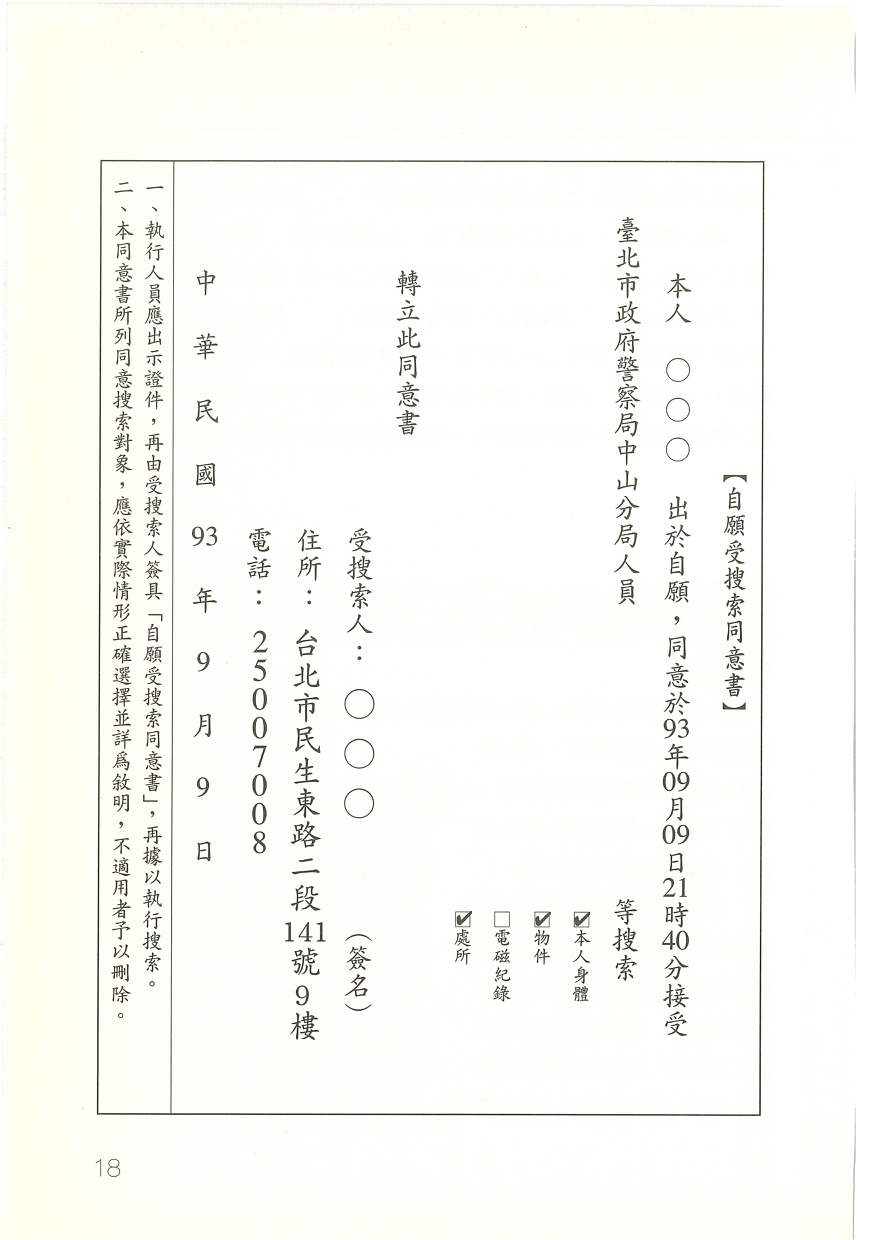 【自願受搜索同意書】
本人 ○○○ 出於自願，同意於93年09月09日21時40分接受
臺北市政府警察局中山分局人員 等搜索
☑本人身體
☑物件
☐電磁紀錄
☑處所
轉立此同意書
受搜索人：○○○ （簽名）
住所：台北市民生東路二段141號9樓
電話：25007008
中華民國93年9月9日
一、執行人員應出示證件，再由受搜索人簽具「自願受搜索同意書」，再據以執行搜索。
二、本同意書所列同意搜索對象，應依實際情形正確選擇並詳為敘明，不適用者予以刪除。
18